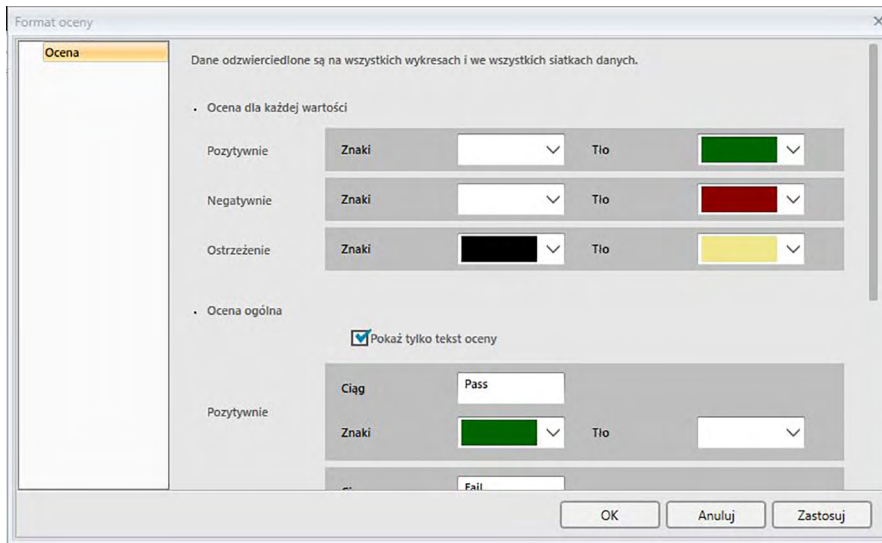 Format oceny
Ocena
Dane odzwierciedlone są na wszystkich wykresach i we wszystkich siatkach danych.
• Ocena dla każdej wartości
Pozytywnie Znaki Tło
Negatywnie Znaki Tło
Ostrzeżenie Znaki Tło
• Ocena ogólna
Pokaż tylko tekst oceny
Ciąg Pass
Pozytywnie
Znaki Tło
Fail
OK Anuluj Zastosuj